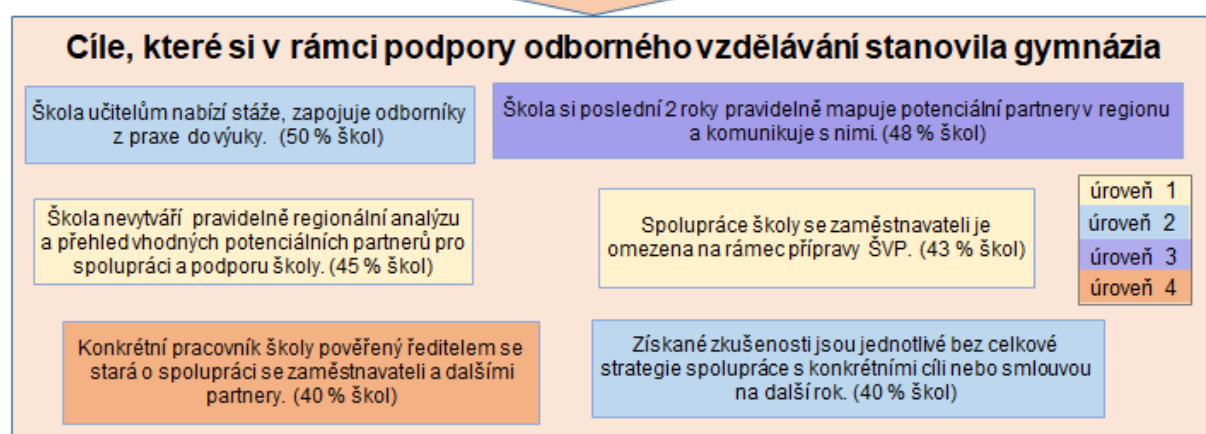 Cíle, které si v rámci podpory odborného vzdělávání stanovila gymnázia
Škola učitelům nabízí stáže, zapojuje odborníky
z praxe do výuky. (50 % škol)
Škola si poslední 2 roky pravidelně mapuje potenciální partnery v regionu
a komunikuje s nimi. (48 % škol)
Škola nevytváří pravidelně regionální analýzu
a přehled vhodných potenciálních partnerů pro
spolupráci a podporu školy. (45 % škol)
Spolupráce školy se zaměstnavateli je
omezena na rámec přípravy ŠVP. (43 % škol)
úroveň 1
úroveň 2
úroveň 3
úroveň 4
Konkrétní pracovník školy pověřený ředitelem se
stará o spolupráci se zaměstnavateli a dalšími
partnery. (40 % škol)
Získané zkušenosti jsou jednotlivé bez celkové
strategie spolupráce s konkrétními cíli nebo smlouvou
na další rok. (40 % škol)